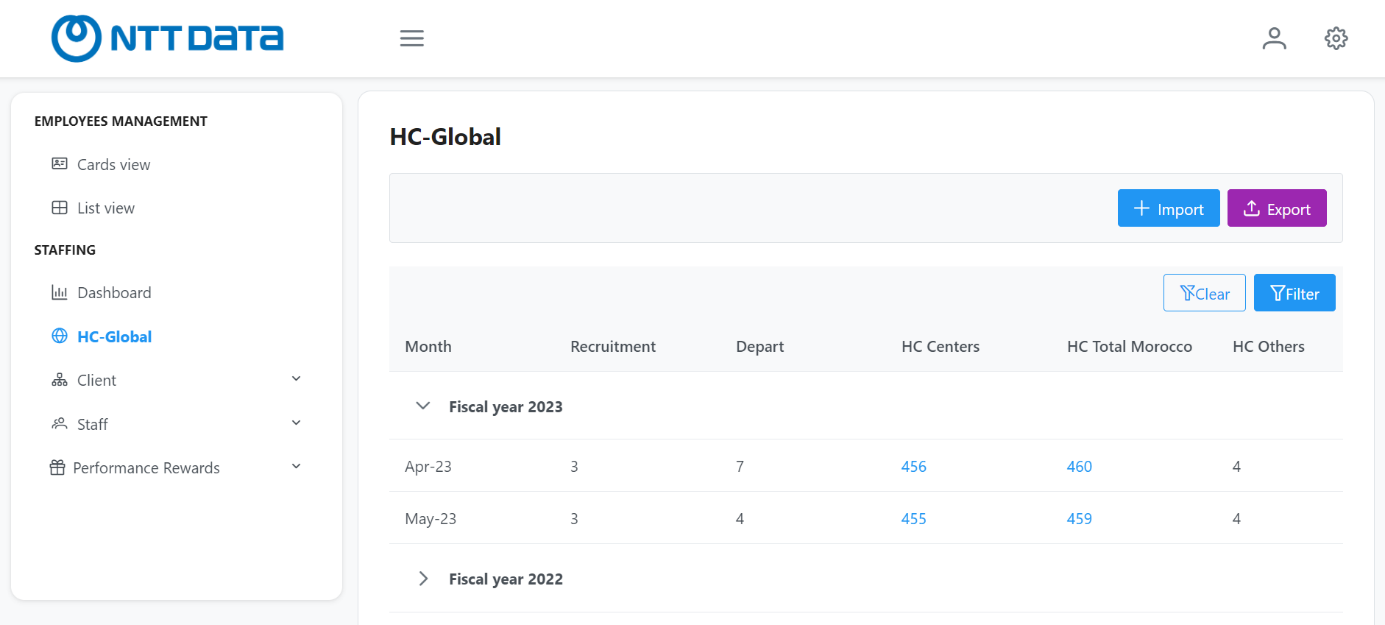 NTT DATA
EMPLOYEES MANAGEMENT
Cards view
List view
STAFFING
Dashboard
HC-Global
Client
Staff
Performance Rewards
HC-Global
Import Export
Clear Filter
Month Recruitment Depart HC Centers HC Total Morocco HC Others
Fiscal year 2023
Apr-23 3 7 456 460 4
May-23 3 4 455 459 4
Fiscal year 2022